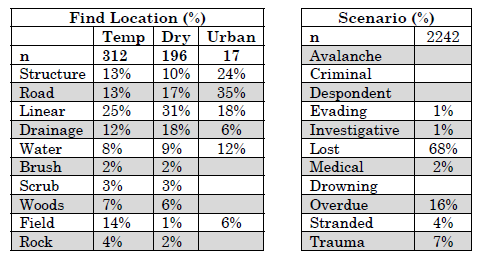 Find Location (%)
Temp Dry Urban
n 312 196 17
Structure 13% 10% 24%
Road 13% 17% 35%
Linear 25% 31% 18%
Drainage 12% 18% 6%
Water 8% 9% 12%
Brush 2% 2%
Scrub 3% 3%
Woods 7% 6%
Field 14% 1% 6%
Rock 4% 2%
Scenario (%)
n 2242
Avalanche
Criminal
Despondent
Evading 1%
Investigative 1%
Lost 68%
Medical 2%
Drowning
Overdue 16%
Stranded 4%
Trauma 7%